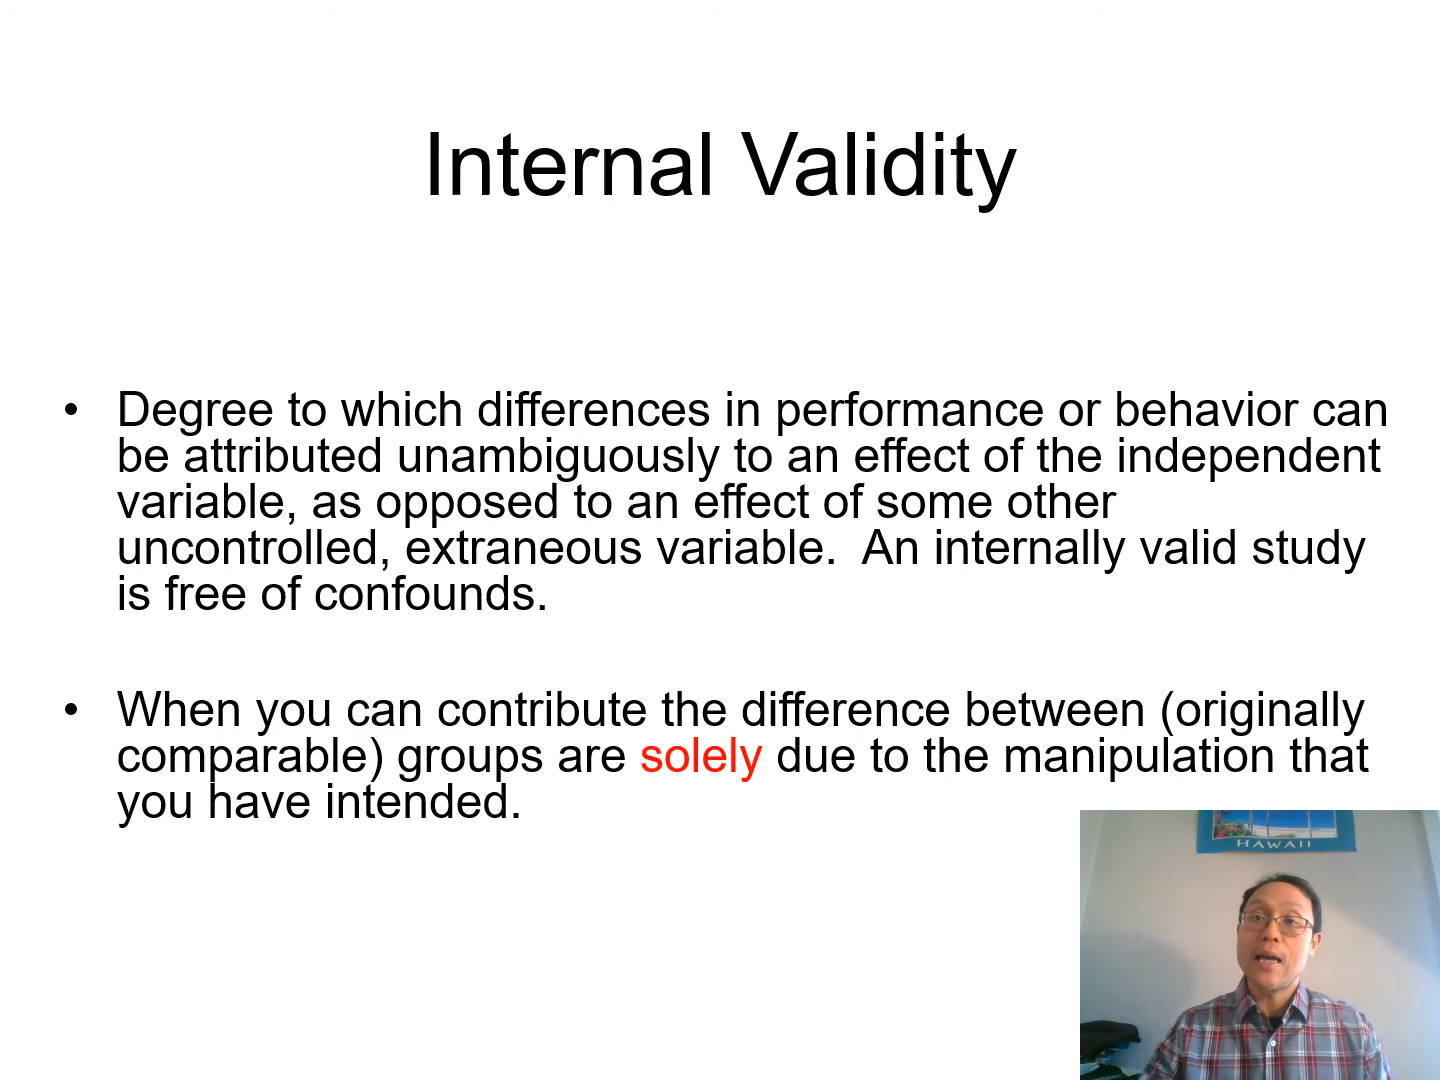 Internal Validity
• Degree to which differences in performance or behavior can
be attributed unambiguously to an effect of the independent
variable, as opposed to an effect of some other
uncontrolled, extraneous variable.  An internally valid study
is free of confounds.
• When you can contribute the difference between (originally
comparable) groups are solely due to the manipulation that
you have intended.
HAWAII